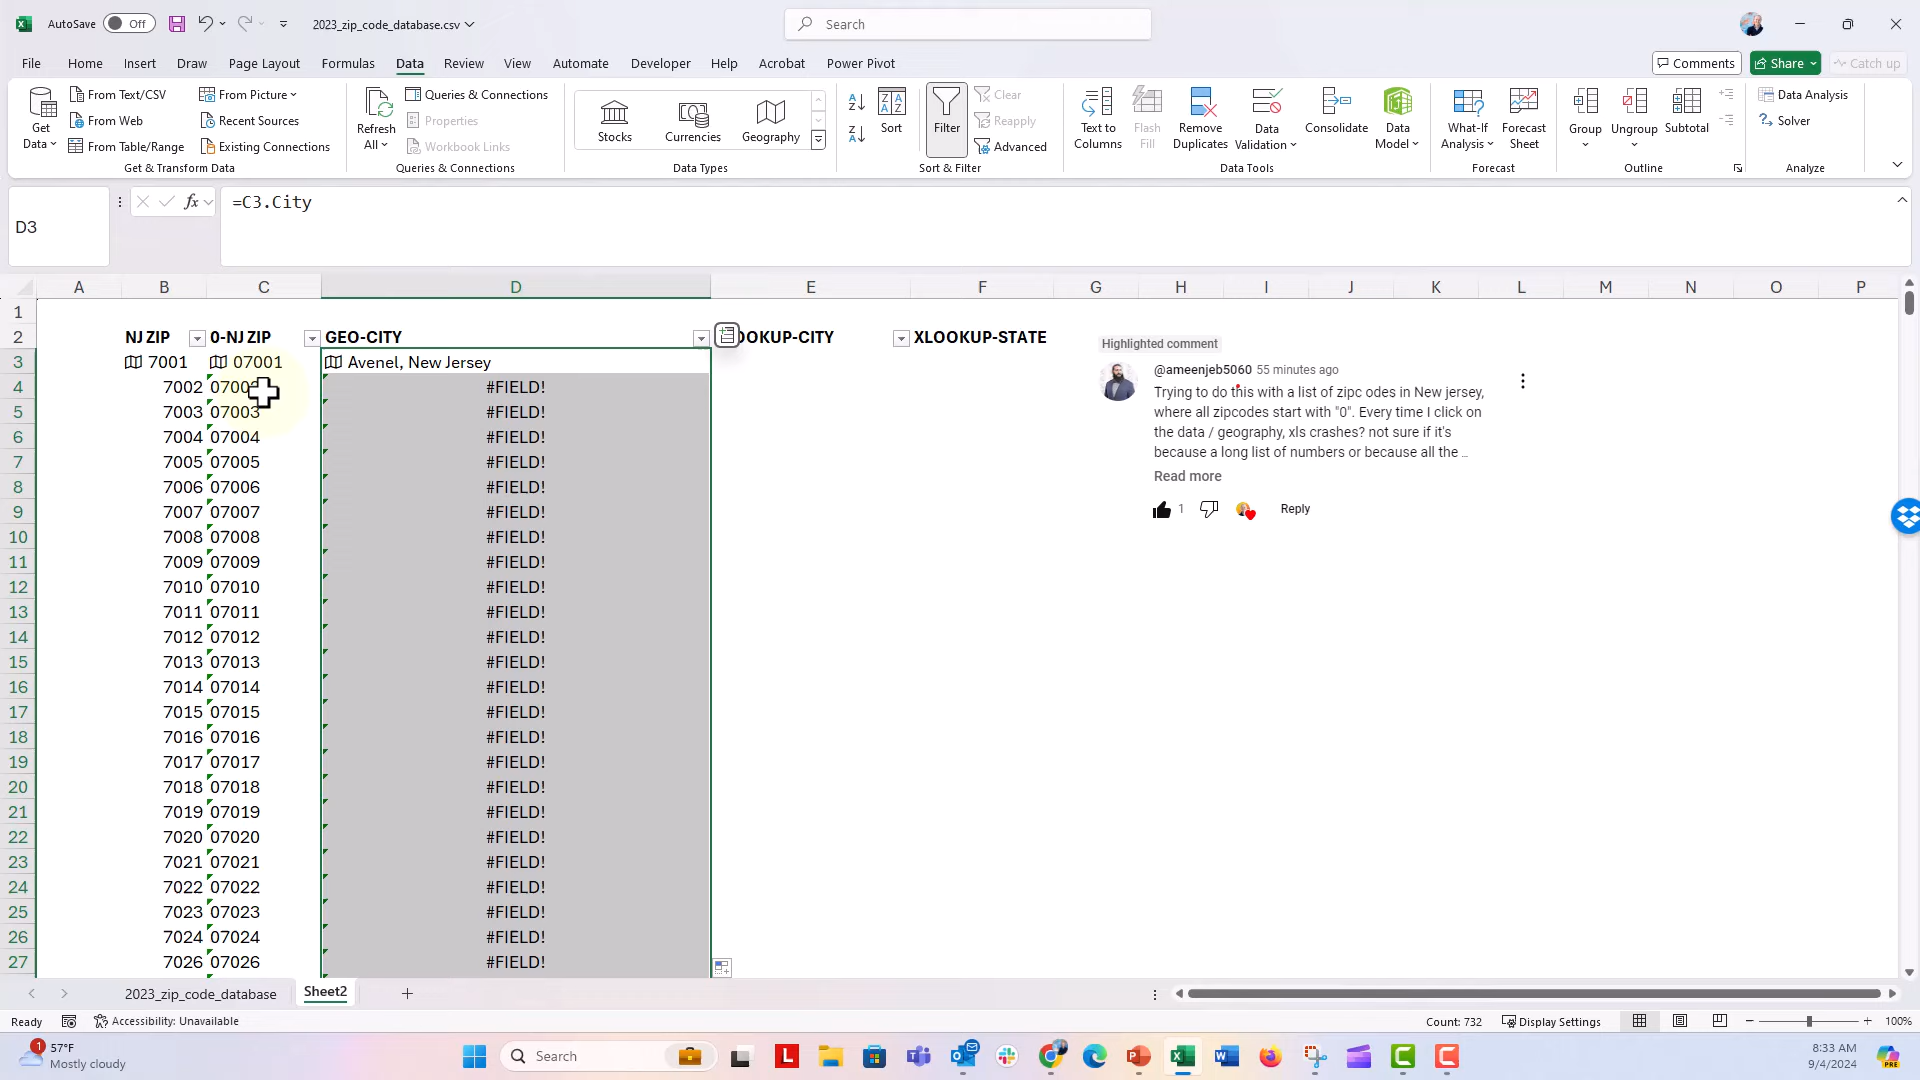 AutoSave Off 2023_zip_code_database.csv Search
File Home Insert Draw Page Layout Formulas Data Review View Automate Developer Help Acrobat Power Pivot Comments Share Catch up
Get Data From Text/CSV From Picture Refresh All Queries & Connections Stocks Currencies Geography Sort Filter Clear Text to Columns Flash Fill Remove Duplicates Data Validation Consolidate Data Model What-If Analysis Forecast Sheet Group Ungroup Subtotal Data Analysis
From Web Recent Sources Properties Reapply Solver
From Table/Range Existing Connections Workbook Links Advanced
Get & Transform Data Queries & Connections Data Types Sort & Filter Data Tools Forecast Outline Analyze
D3 fx =C3.City
A B C D E F G H I J K L M N O P
1
2 NJ ZIP 0-NJ ZIP GEO-CITY OOKUP-CITY XLOOKUP-STATE
3 7001 07001 Avenel, New Jersey
4 7002 0700 #FIELD!
5 7003 07003 #FIELD!
6 7004 07004 #FIELD!
7 7005 07005 #FIELD!
8 7006 07006 #FIELD!
9 7007 07007 #FIELD!
10 7008 07008 #FIELD!
11 7009 07009 #FIELD!
12 7010 07010 #FIELD!
13 7011 07011 #FIELD!
14 7012 07012 #FIELD!
15 7013 07013 #FIELD!
16 7014 07014 #FIELD!
17 7015 07015 #FIELD!
18 7016 07016 #FIELD!
19 7017 07017 #FIELD!
20 7018 07018 #FIELD!
21 7019 07019 #FIELD!
22 7020 07020 #FIELD!
23 7021 07021 #FIELD!
24 7022 07022 #FIELD!
25 7023 07023 #FIELD!
26 7024 07024 #FIELD!
27 7026 07026 #FIELD!
Highlighted comment
@ameenjeb5060 55 minutes ago
Trying to do this with a list of zipc odes in New jersey,
where all zipcodes start with "0". Every time I click on
the data / geography, xls crashes? not sure if it's
because a long list of numbers or because all the ...
Read more
1 Reply
2023_zip_code_database Sheet2
Ready Accessibility: Unavailable Count: 732 Display Settings 100%
1 57°F Search 8:33 AM
Mostly cloudy 9/4/2024
PRE